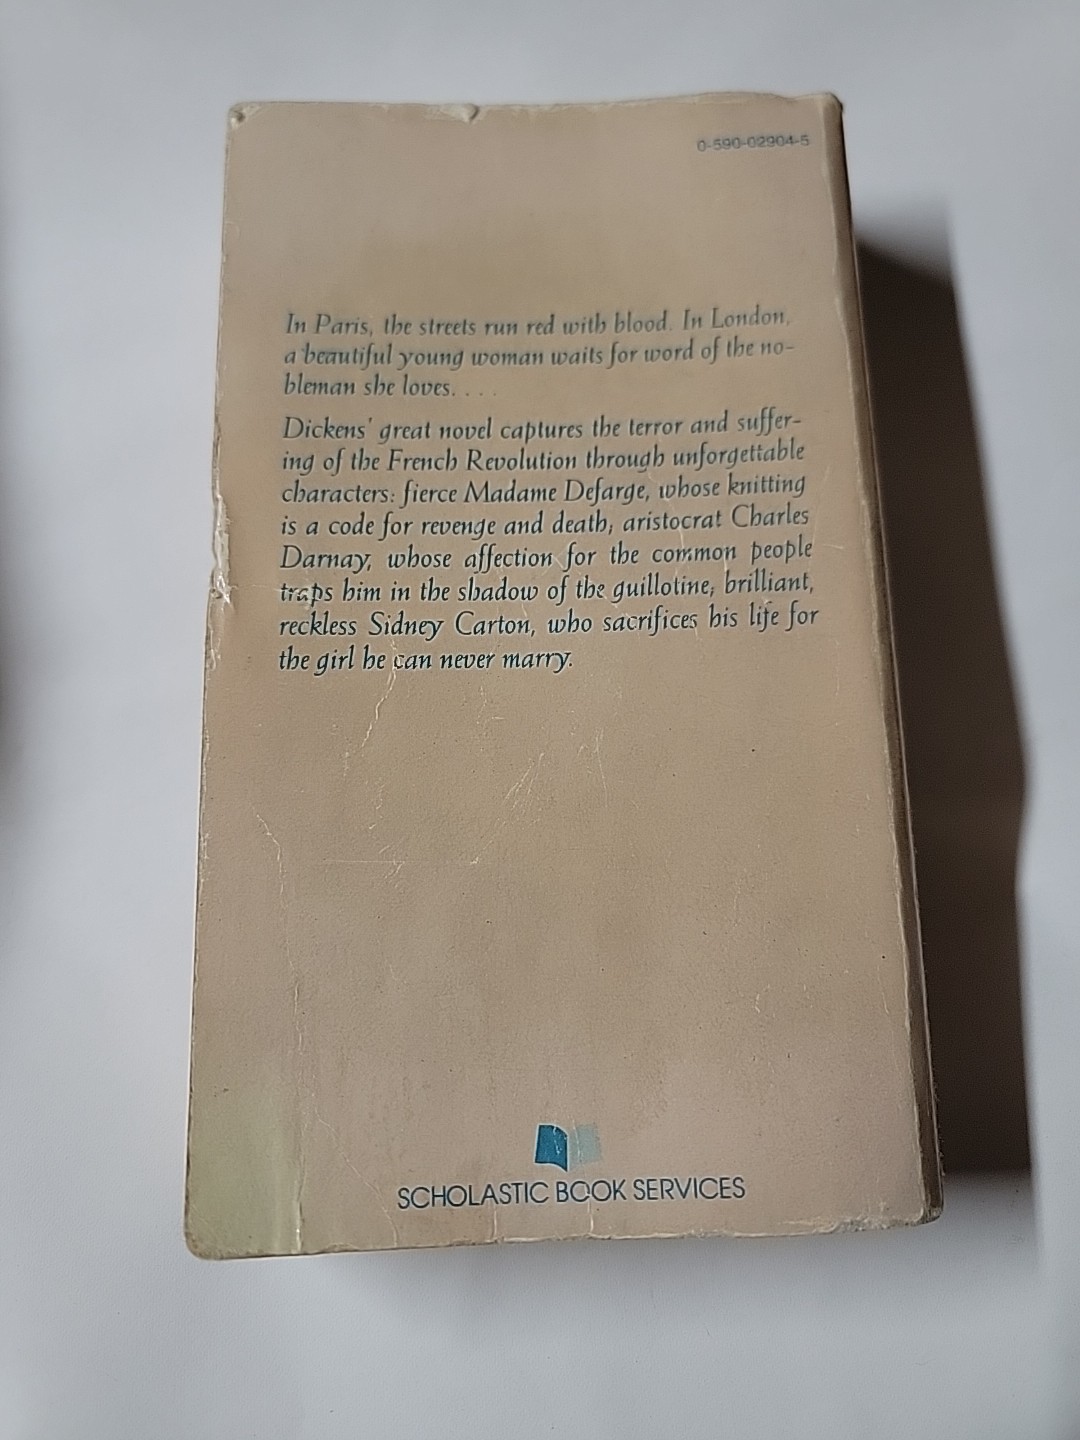 0-590-02904-5
In Paris, the streets run red with blood. In London,
a beautiful young woman waits for word of the no-
bleman she loves. . . .
Dickens' great novel captures the terror and suffer-
ing of the French Revolution through unforgettable
characters: fierce Madame Defarge, whose knitting
is a code for revenge and death; aristocrat Charles
Darnay, whose affection for the common people
traps him in the shadow of the guillotine; brilliant,
reckless Sidney Carton, who sacrifices his life for
the girl he can never marry.
SCHOLASTIC BOOK SERVICES